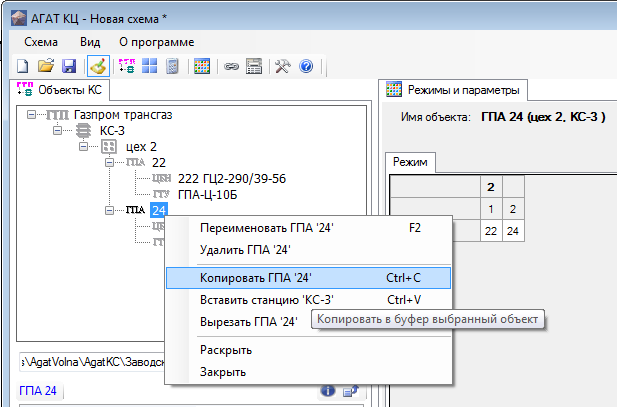 АГАТ КЦ - Новая схема *
Схема Вид О программе
Объекты КС
Газпром трансгаз
КС-3
цех 2
ГПА 22
ЦБН 222 ГЦ2-290/39-56
ГТУ ГПА-Ц-10Б
ГПА 24
Переименовать ГПА '24' F2
Удалить ГПА '24'
Копировать ГПА '24' Ctrl+C
Вставить станцию 'КС-3' Ctrl+V
Вырезать ГПА '24'
Раскрыть
Закрыть
Копировать в буфер выбранный объект
s\AgatVolna\AgatKC\Заводск
ГПА 24
Режимы и параметры
Имя объекта: ГПА 24 (цех 2, КС-3 )
Режим
2
1 2
22 24